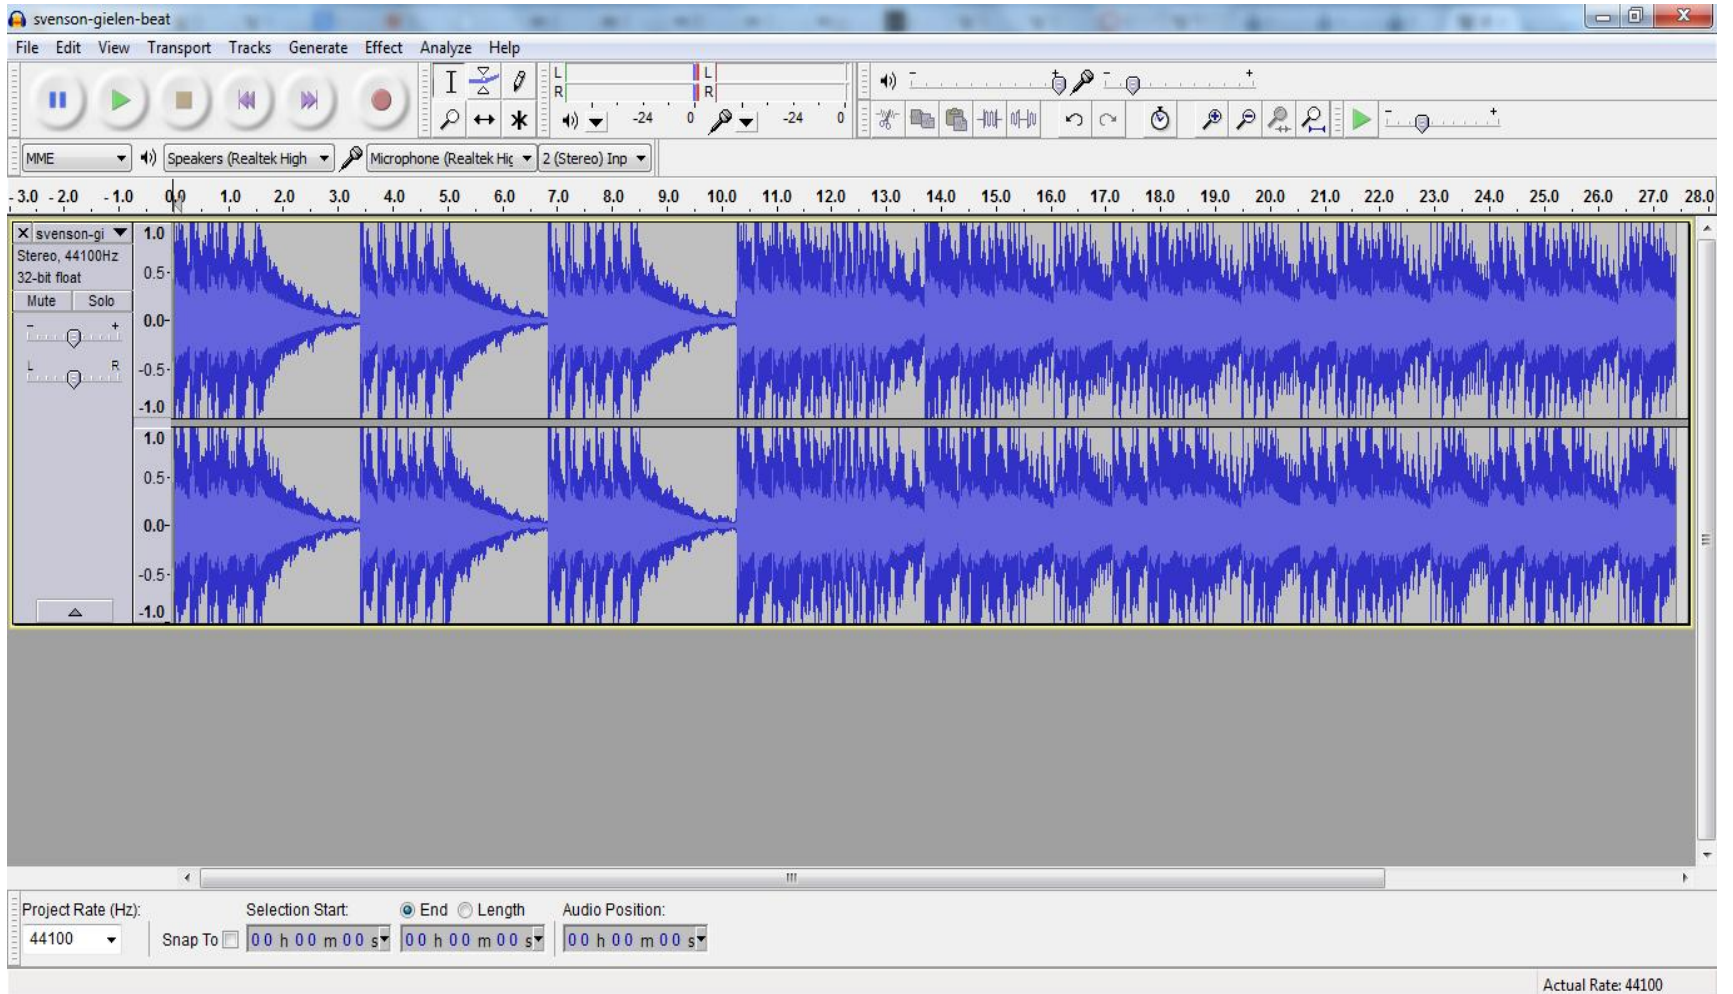 svenson-gielen-beat
File Edit View Transport Tracks Generate Effect Analyze Help
L L
R R
-24 0 -24 0
MME Speakers (Realtek High Microphone (Realtek Hig 2 (Stereo) Inp
-3.0 -2.0 -1.0 0.0 1.0 2.0 3.0 4.0 5.0 6.0 7.0 8.0 9.0 10.0 11.0 12.0 13.0 14.0 15.0 16.0 17.0 18.0 19.0 20.0 21.0 22.0 23.0 24.0 25.0 26.0 27.0 28.0
X svenson-gi 1.0
Stereo, 44100Hz
32-bit float 0.5
Mute Solo
- + 0.0
L R -0.5
-1.0
1.0
0.5
0.0
-0.5
-1.0
Project Rate (Hz): Selection Start: End Length Audio Position:
44100 Snap To 00 h 00 m 00 s 00 h 00 m 00 s 00 h 00 m 00 s
Actual Rate: 44100